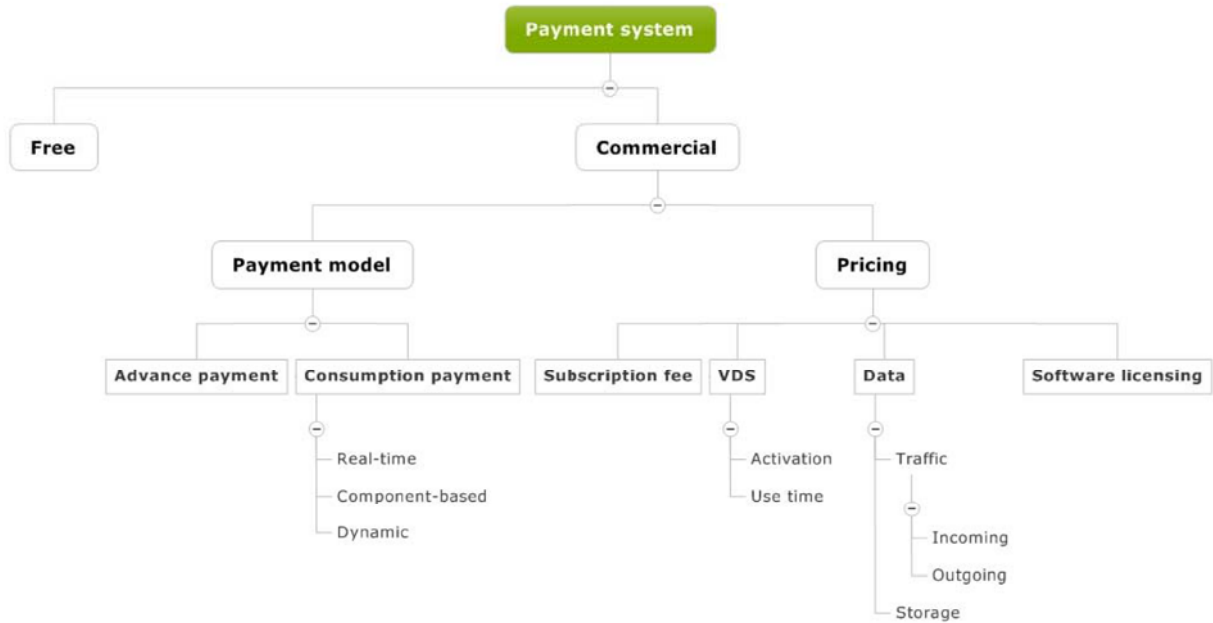 Payment system
Free
Commercial
Payment model
Pricing
Advance payment
Consumption payment
Subscription fee
VDS
Data
Software licensing
Real-time
Component-based
Dynamic
Activation
Use time
Traffic
Incoming
Outgoing
Storage